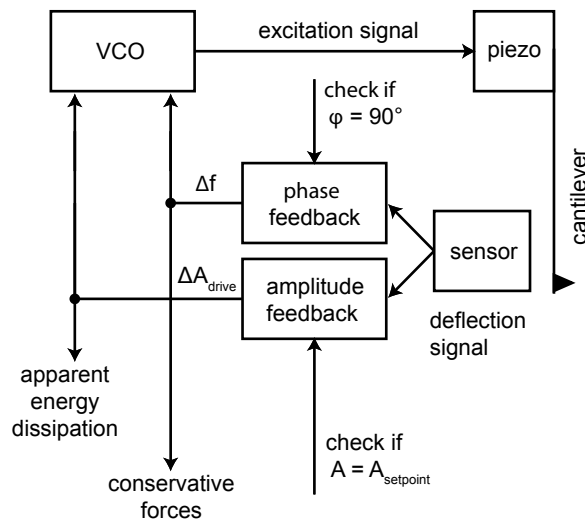 VCO
excitation signal
piezo
check if
φ = 90°
cantilever
Δf
phase
feedback
sensor
ΔA_drive
amplitude
feedback
deflection
signal
apparent
energy
dissipation
check if
A = A_setpoint
conservative
forces